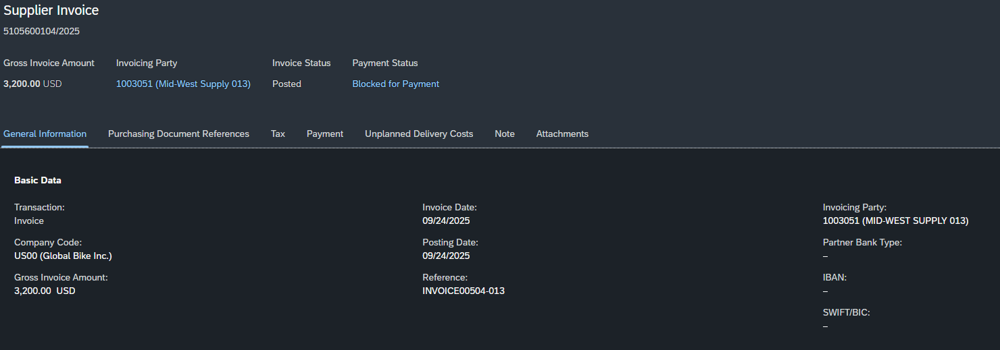 Supplier Invoice
5105600104/2025
Gross Invoice Amount Invoicing Party Invoice Status Payment Status
3,200.00 USD 1003051 (Mid-West Supply 013) Posted Blocked for Payment
General Information Purchasing Document References Tax Payment Unplanned Delivery Costs Note Attachments
Basic Data
Transaction: Invoice Date: Invoicing Party:
Invoice 09/24/2025 1003051 (MID-WEST SUPPLY 013)
Company Code: Posting Date: Partner Bank Type:
US00 (Global Bike Inc.) 09/24/2025 –
Gross Invoice Amount: Reference: IBAN:
3,200.00 USD INVOICE00504-013 –
SWIFT/BIC:
–